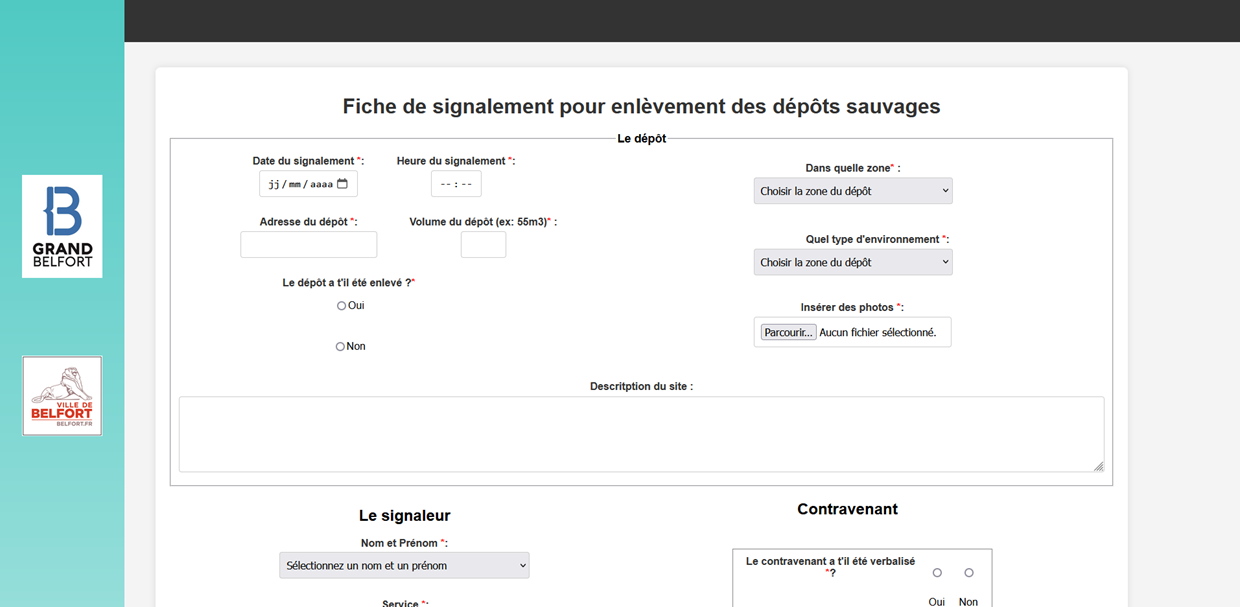 GRAND
BELFORT
VILLE DE
BELFORT
BELFORT.FR
Fiche de signalement pour enlèvement des dépôts sauvages
Le dépôt
Date du signalement *: Heure du signalement *:
jj/mm/aaaa --:--
Dans quelle zone* :
Choisir la zone du dépôt
Adresse du dépôt *: Volume du dépôt (ex: 55m3)* :
Quel type d'environnement *:
Choisir la zone du dépôt
Le dépôt a t'il été enlevé ?*
Oui
Non
Insérer des photos *:
Parcourir... Aucun fichier sélectionné.
Descritption du site :
Le signaleur
Nom et Prénom *:
Sélectionnez un nom et un prénom
Service *:
Contravenant
Le contravenant a t'il été verbalisé
*?
Oui Non